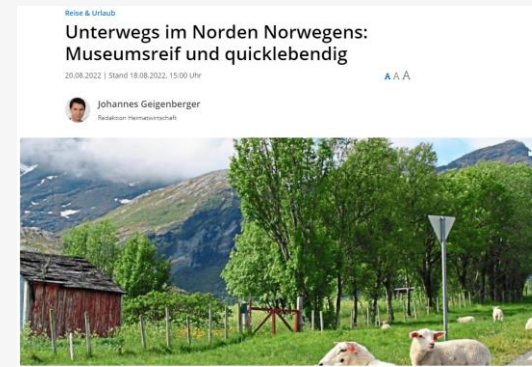 Reise & Urlaub
Unterwegs im Norden Norwegens:
Museumsreif und quicklebendig
20.08.2022 | Stand 18.08.2022, 15:00 Uhr
A A A
Johannes Geigenberger
Redaktion Heimatwirtschaft